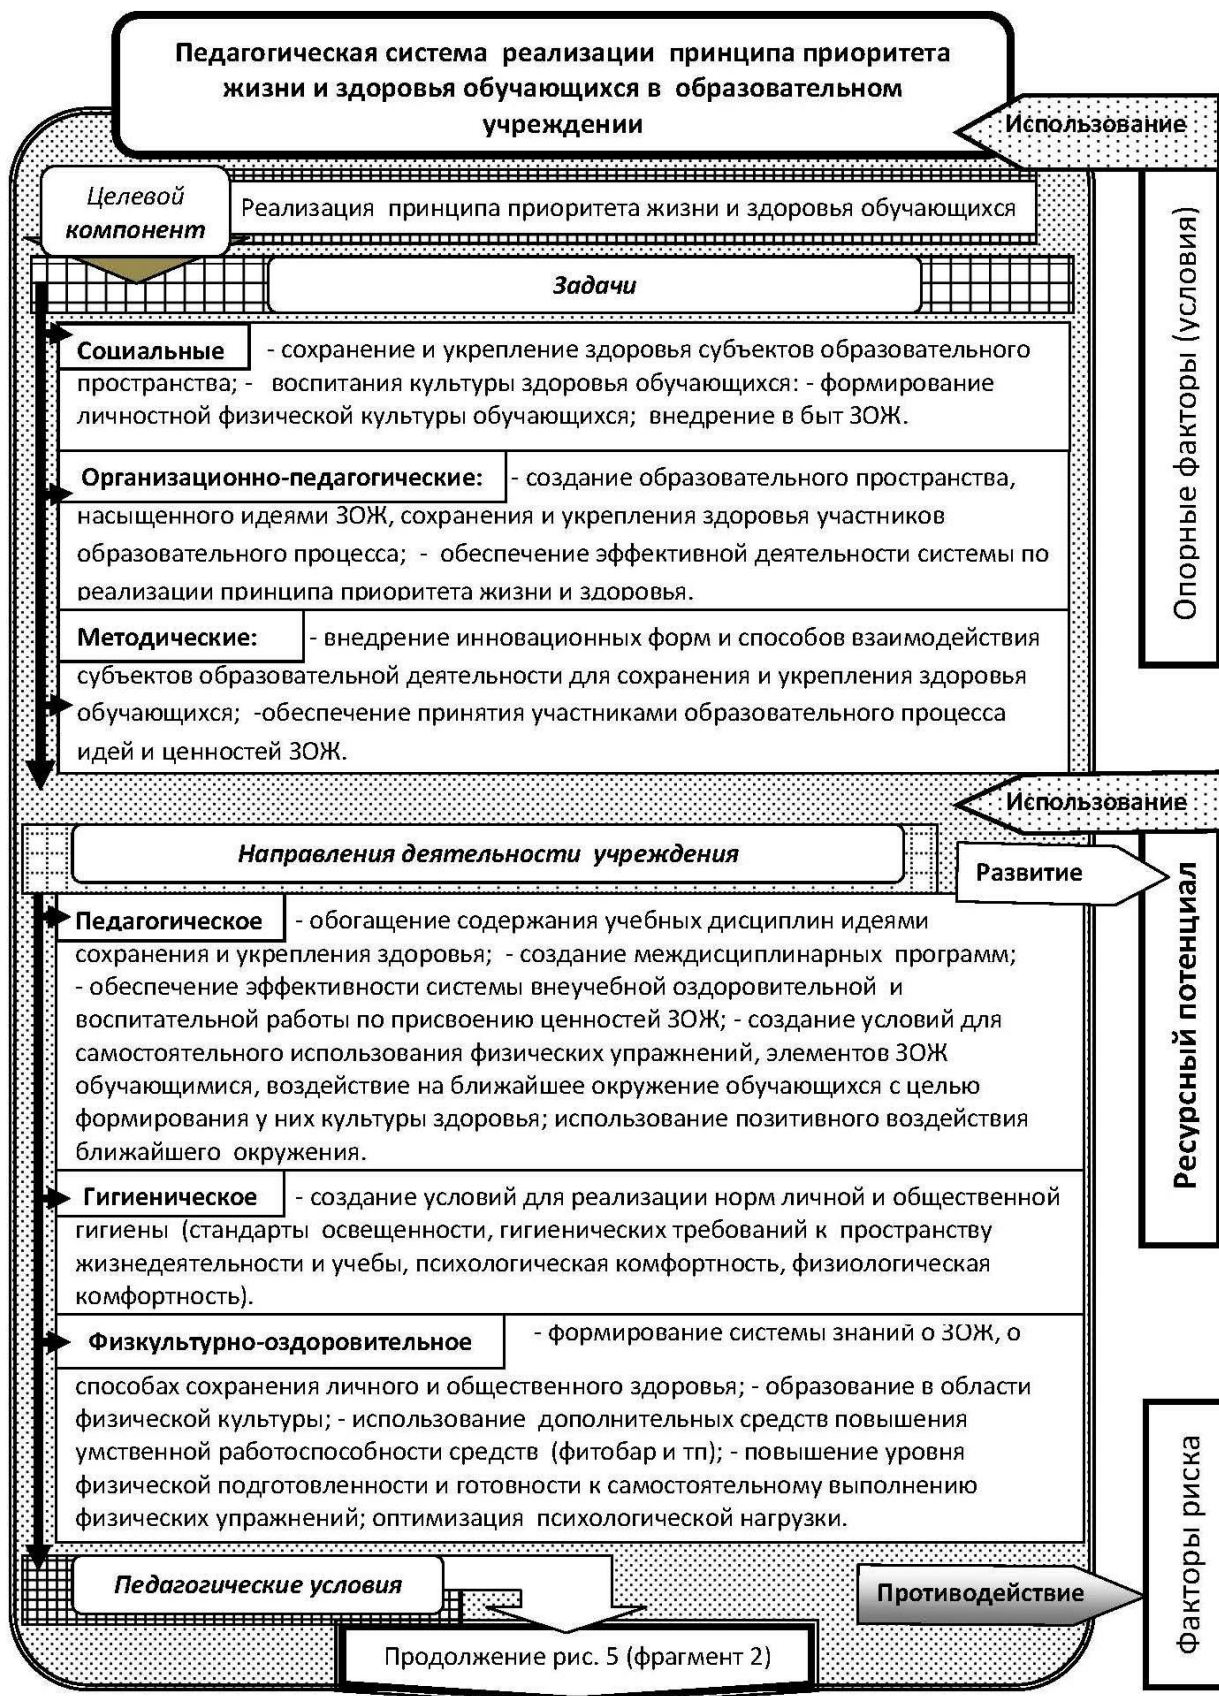 Педагогическая система реализации принципа приоритета
жизни и здоровья обучающихся в образовательном
учреждении
Использование
Целевой
компонент
Реализация принципа приоритета жизни и здоровья обучающихся
Задачи
Социальные - сохранение и укрепление здоровья субъектов образовательного
пространства; - воспитания культуры здоровья обучающихся: - формирование
личностной физической культуры обучающихся; внедрение в быт ЗОЖ.
Организационно-педагогические: - создание образовательного пространства,
насыщенного идеями ЗОЖ, сохранения и укрепления здоровья участников
образовательного процесса; - обеспечение эффективной деятельности системы по
реализации принципа приоритета жизни и здоровья.
Методические: - внедрение инновационных форм и способов взаимодействия
субъектов образовательной деятельности для сохранения и укрепления здоровья
обучающихся; -обеспечение принятия участниками образовательного процесса
идей и ценностей ЗОЖ.
Опорные факторы (условия)
Использование
Направления деятельности учреждения
Развитие
Педагогическое - обогащение содержания учебных дисциплин идеями
сохранения и укрепления здоровья; - создание междисциплинарных программ;
- обеспечение эффективности системы внеучебной оздоровительной и
воспитательной работы по присвоению ценностей ЗОЖ; - создание условий для
самостоятельного использования физических упражнений, элементов ЗОЖ
обучающимися, воздействие на ближайшее окружение обучающихся с целью
формирования у них культуры здоровья; использование позитивного воздействия
ближайшего окружения.
Гигиеническое - создание условий для реализации норм личной и общественной
гигиены (стандарты освещенности, гигиенических требований к пространству
жизнедеятельности и учебы, психологическая комфортность, физиологическая
комфортность).
Ресурсный потенциал
Физкультурно-оздоровительное - формирование системы знаний о ЗОЖ, о
способах сохранения личного и общественного здоровья; - образование в области
физической культуры; - использование дополнительных средств повышения
умственной работоспособности средств (фитобар и тп); - повышение уровня
физической подготовленности и готовности к самостоятельному выполнению
физических упражнений; оптимизация психологической нагрузки.
Педагогические условия
Противодействие
Факторы риска
Продолжение рис. 5 (фрагмент 2)